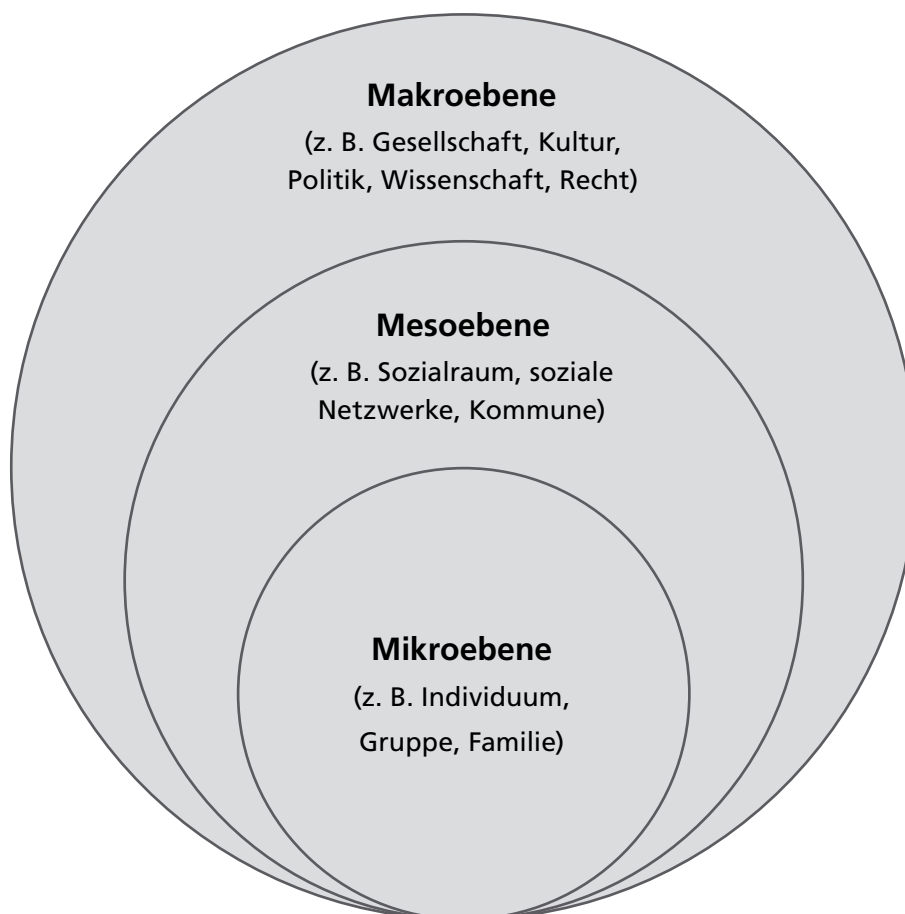 Makroebene
(z. B. Gesellschaft, Kultur,
Politik, Wissenschaft, Recht)
Mesoebene
(z. B. Sozialraum, soziale
Netzwerke, Kommune)
Mikroebene
(z. B. Individuum,
Gruppe, Familie)